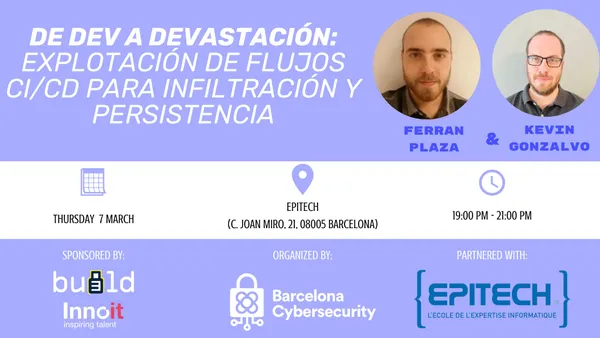 DE DEV A DEVASTACIÓN:
EXPLOTACIÓN DE FLUJOS
CI/CD PARA INFILTRACIÓN Y
PERSISTENCIA
FERRAN
PLAZA
&
KEVIN
GONZALVO
THURSDAY 7 MARCH
EPITECH
(C. JOAN MIRO, 21, 08005 BARCELONA)
19:00 PM - 21:00 PM
SPONSORED BY:
build
Innoit
inspiring talent
ORGANIZED BY:
Barcelona
Cybersecurity
PARTNERED WITH:
{EPITECH}
L'ÉCOLE DE L'EXPERTISE INFORMATIQUE